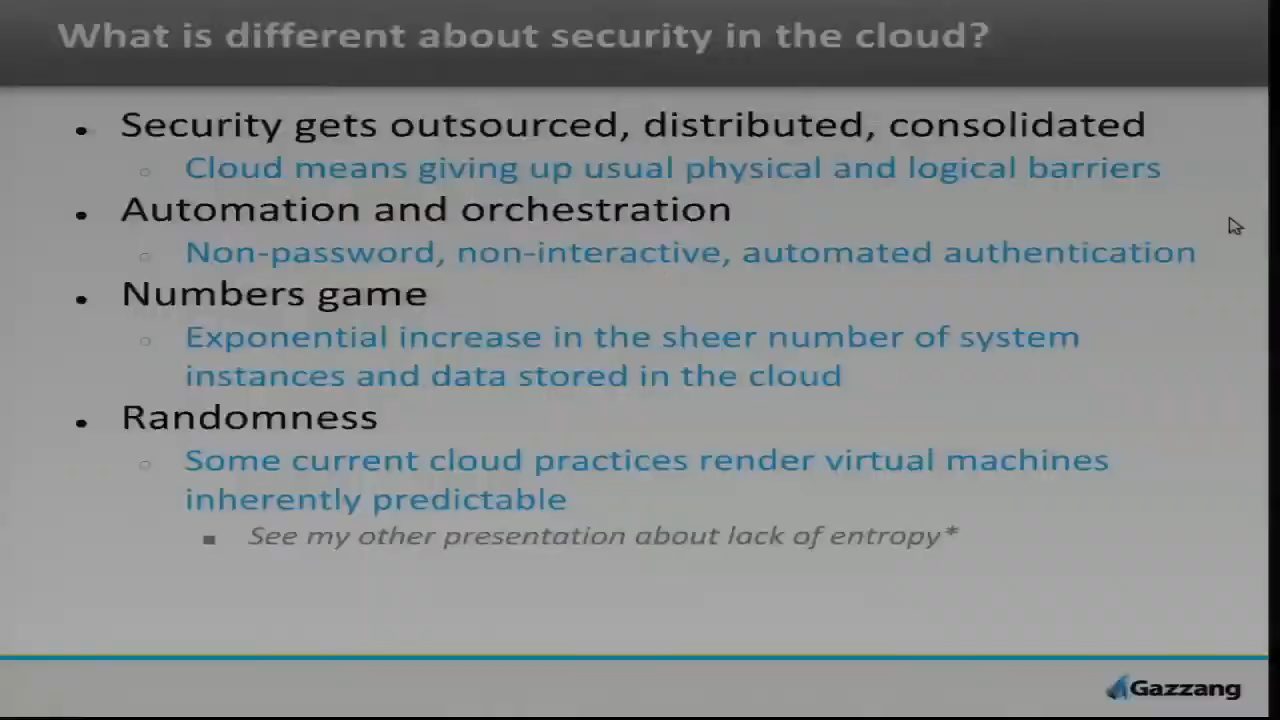 What is different about security in the cloud?
Security gets outsourced, distributed, consolidated
Cloud means giving up usual physical and logical barriers
Automation and orchestration
Non-password, non-interactive, automated authentication
Numbers game
Exponential increase in the sheer number of system
instances and data stored in the cloud
Randomness
Some current cloud practices render virtual machines
inherently predictable
See my other presentation about lack of entropy*
Gazzang